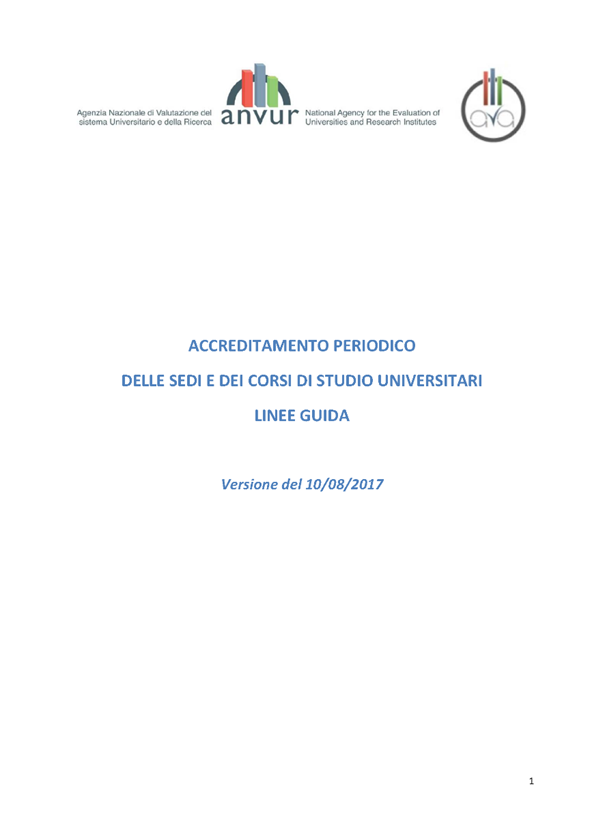 Agenzia Nazionale di Valutazione del
sistema Universitario e della Ricerca
anvur
National Agency for the Evaluation of
Universities and Research Institutes
ava
ACCREDITAMENTO PERIODICO
DELLE SEDI E DEI CORSI DI STUDIO UNIVERSITARI
LINEE GUIDA
Versione del 10/08/2017
1